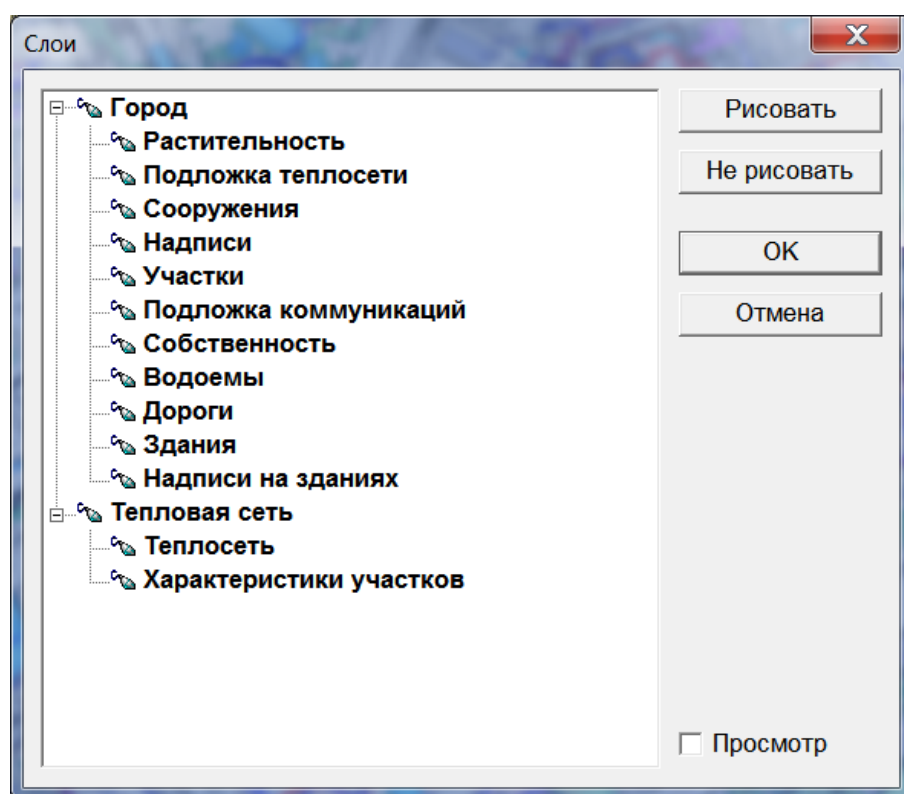 Слои
Город
Растительность
Подложка теплосети
Сооружения
Надписи
Участки
Подложка коммуникаций
Собственность
Водоемы
Дороги
Здания
Надписи на зданиях
Тепловая сеть
Теплосеть
Характеристики участков
Рисовать
Не рисовать
OK
Отмена
Просмотр